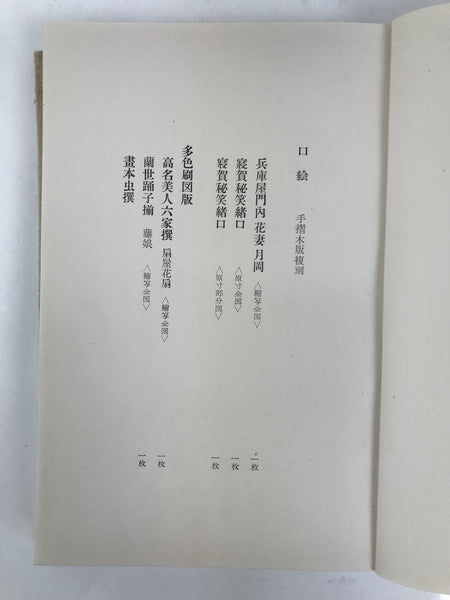 口絵　手摺木版複刻
兵庫屋門内 花妻 月岡 〈縮写全図〉 一枚
寝賀秘笑緒口 〈原寸全図〉 一枚
寝賀秘笑緒口 〈原寸部分図〉 一枚
多色刷図版
高名美人六家撰 扇屋花扇 〈縮写全図〉 一枚
蘭世踊子揃 藤娘 〈縮写全図〉 一枚
畫本虫撰